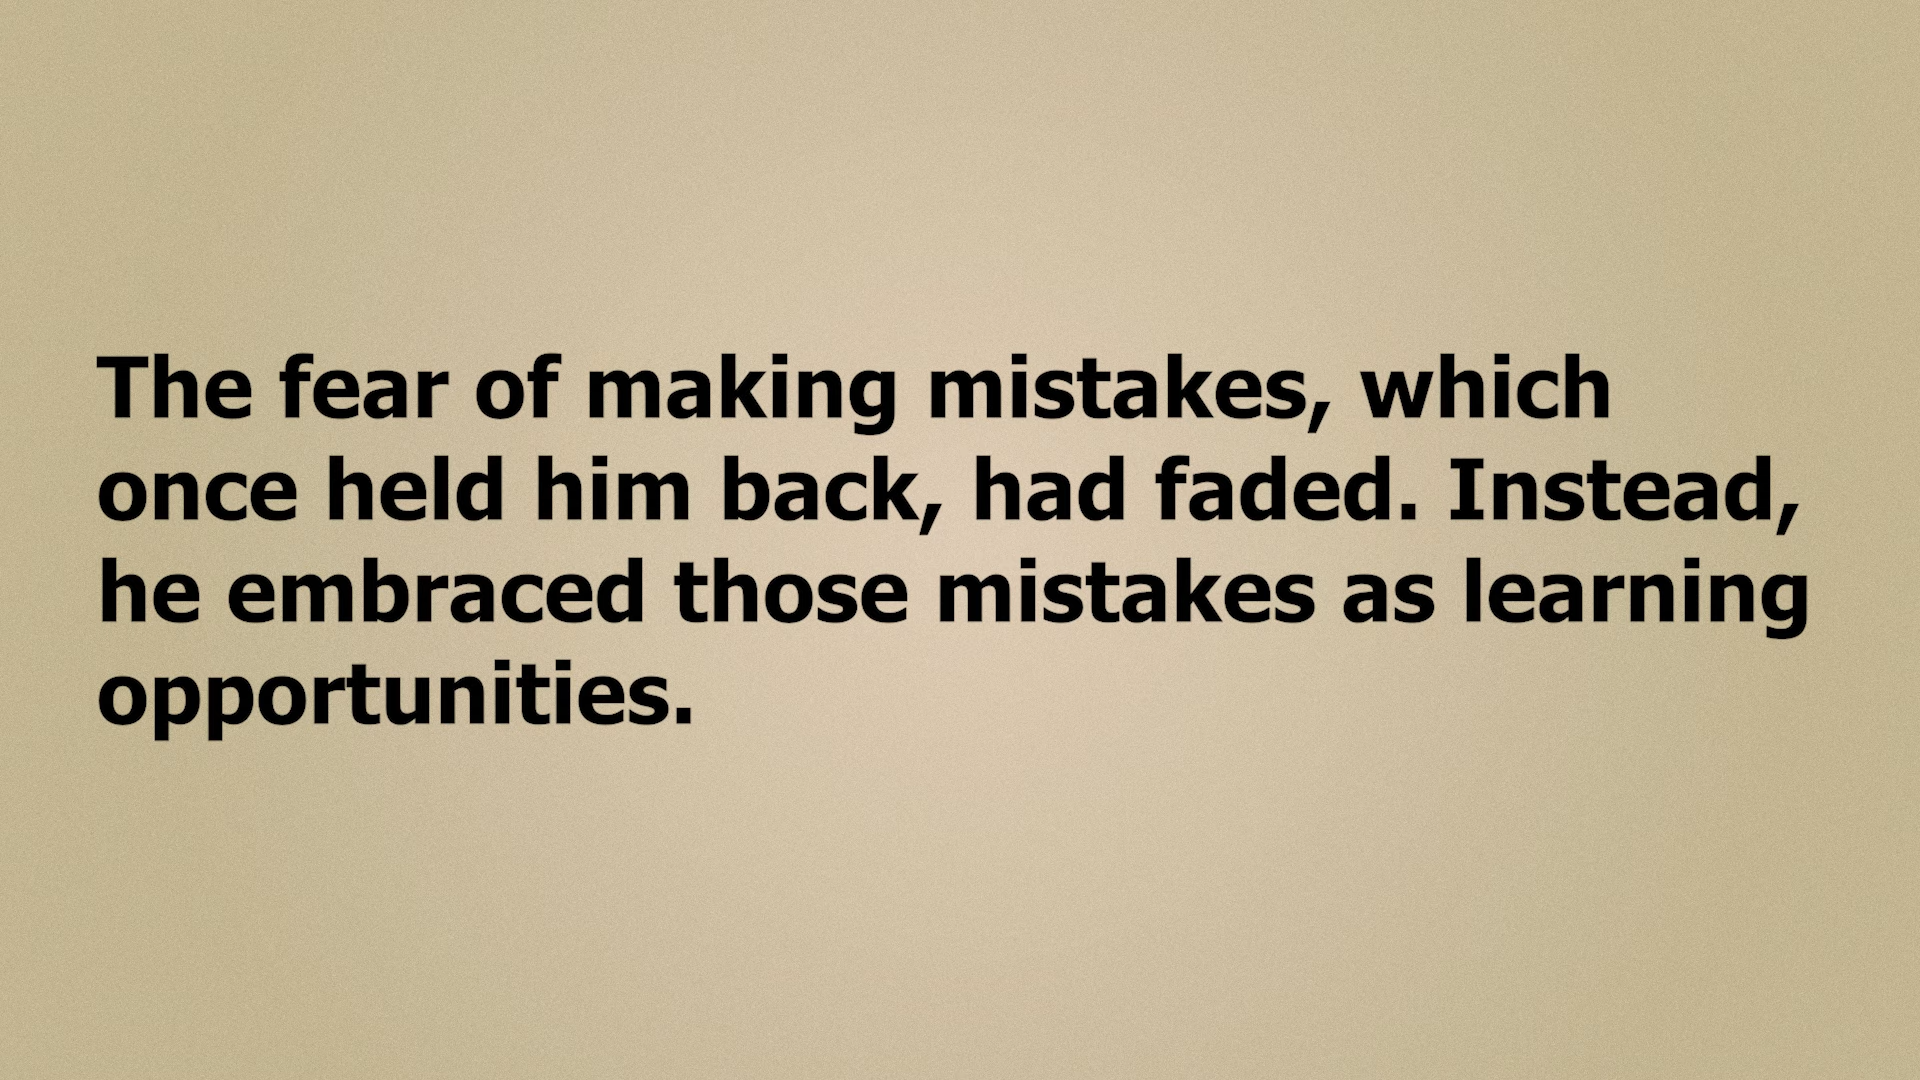 The fear of making mistakes, which
once held him back, had faded. Instead,
he embraced those mistakes as learning
opportunities.